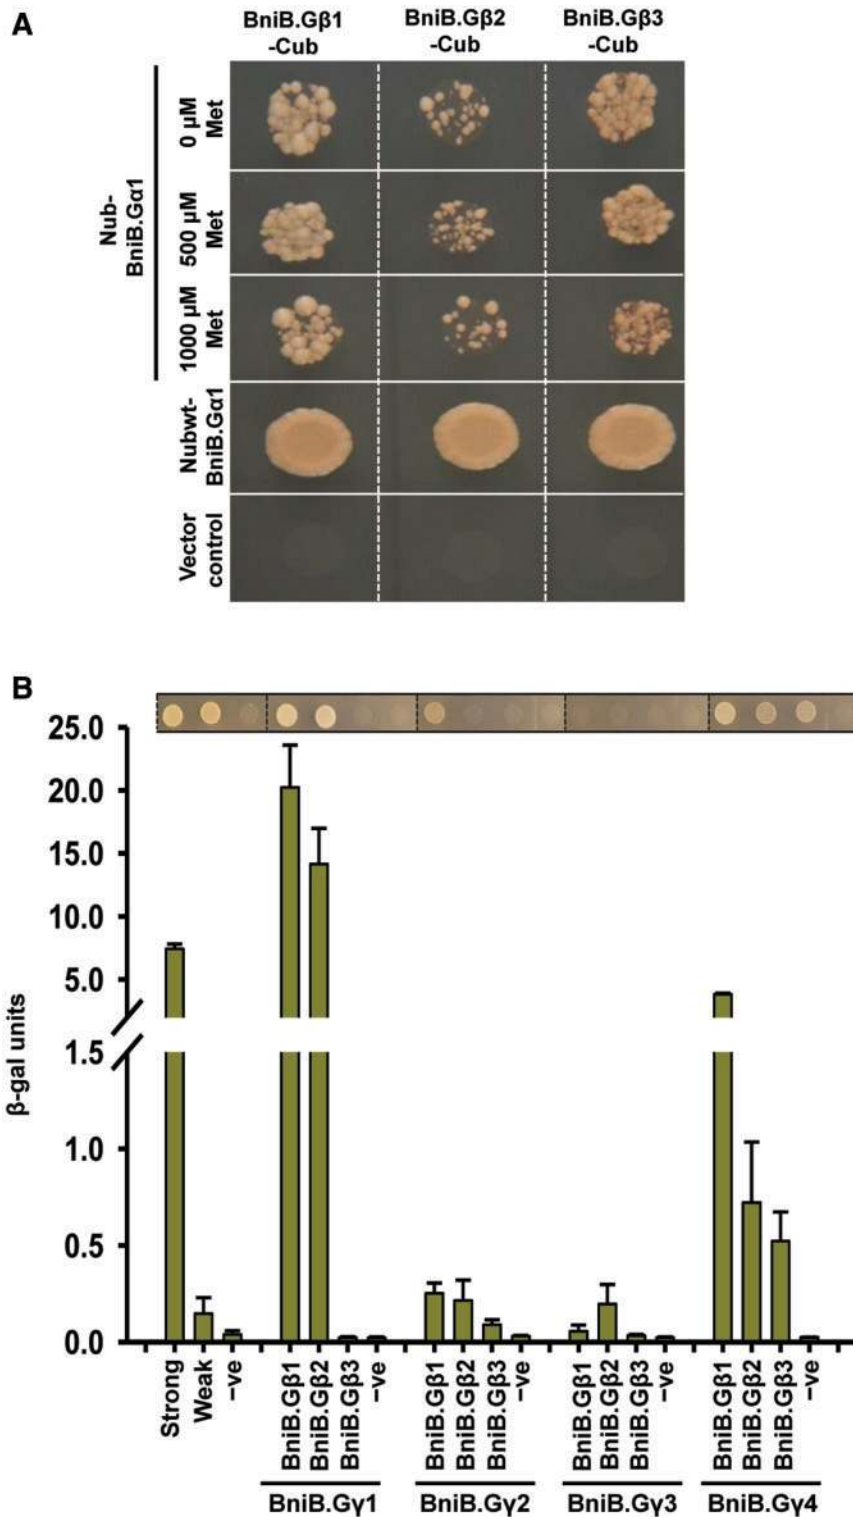 A
BniB.Gβ1
-Cub
BniB.Gβ2
-Cub
BniB.Gβ3
-Cub
Nub-
BniB.Gα1
0 µM
Met
500 µM
Met
1000 µM
Met
Nubwt-
BniB.Gα1
Vector
control
B
β-gal units
25.0
20.0
15.0
10.0
5.0
1.5
1.0
0.5
0.0
Strong
Weak
−ve
BniB.Gβ1
BniB.Gβ2
BniB.Gβ3
−ve
BniB.Gβ1
BniB.Gβ2
BniB.Gβ3
−ve
BniB.Gβ1
BniB.Gβ2
BniB.Gβ3
−ve
BniB.Gβ1
BniB.Gβ2
BniB.Gβ3
−ve
BniB.Gγ1
BniB.Gγ2
BniB.Gγ3
BniB.Gγ4